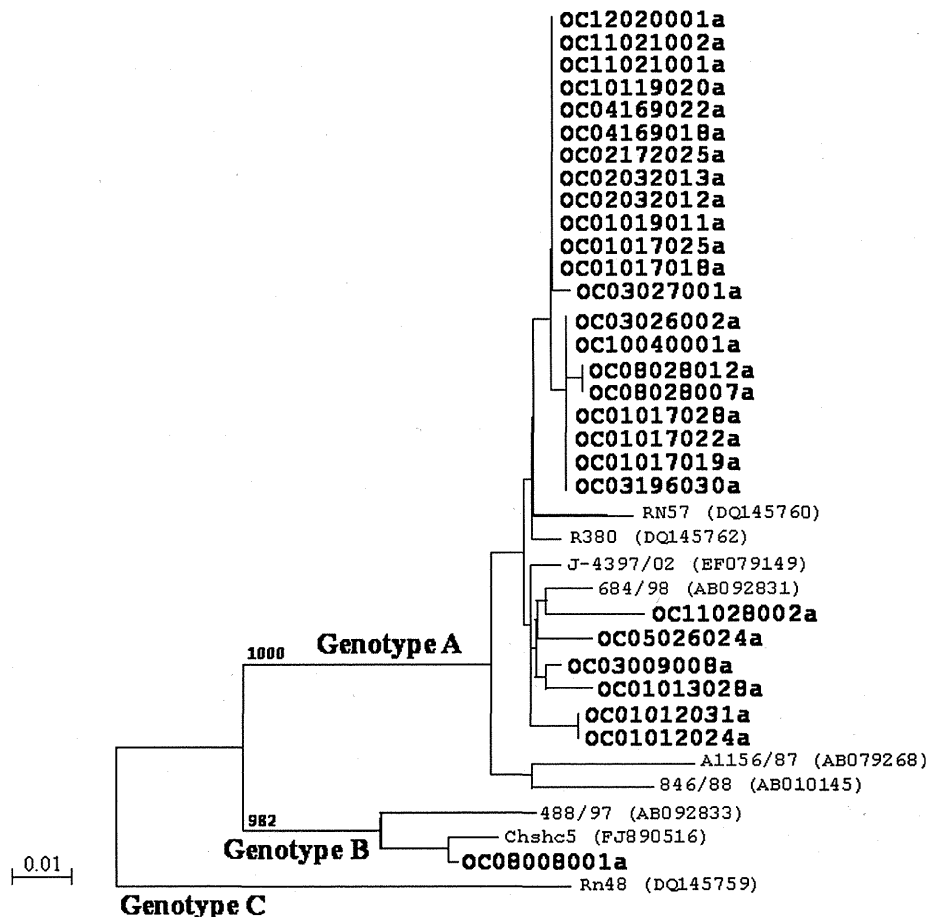 OC12020001a
OC11021002a
OC11021001a
OC10119020a
OC04169022a
OC04169018a
OC02172025a
OC02032013a
OC02032012a
OC01019011a
OC01017025a
OC01017018a
OC03027001a
OC03026002a
OC10040001a
OC08028012a
OC08028007a
OC01017028a
OC01017022a
OC01017019a
OC03196030a
RN57 (DQ145760)
R380 (DQ145762)
J-4397/02 (EF079149)
684/98 (AB092831)
OC11028002a
OC05026024a
1000 Genotype A
OC03009008a
OC01013028a
OC01012031a
OC01012024a
A1156/87 (AB079268)
846/88 (AB010145)
982
488/97 (AB092833)
Chshc5 (FJ890516)
Genotype B
OC08008001a
0.01
Rn48 (DQ145759)
Genotype C